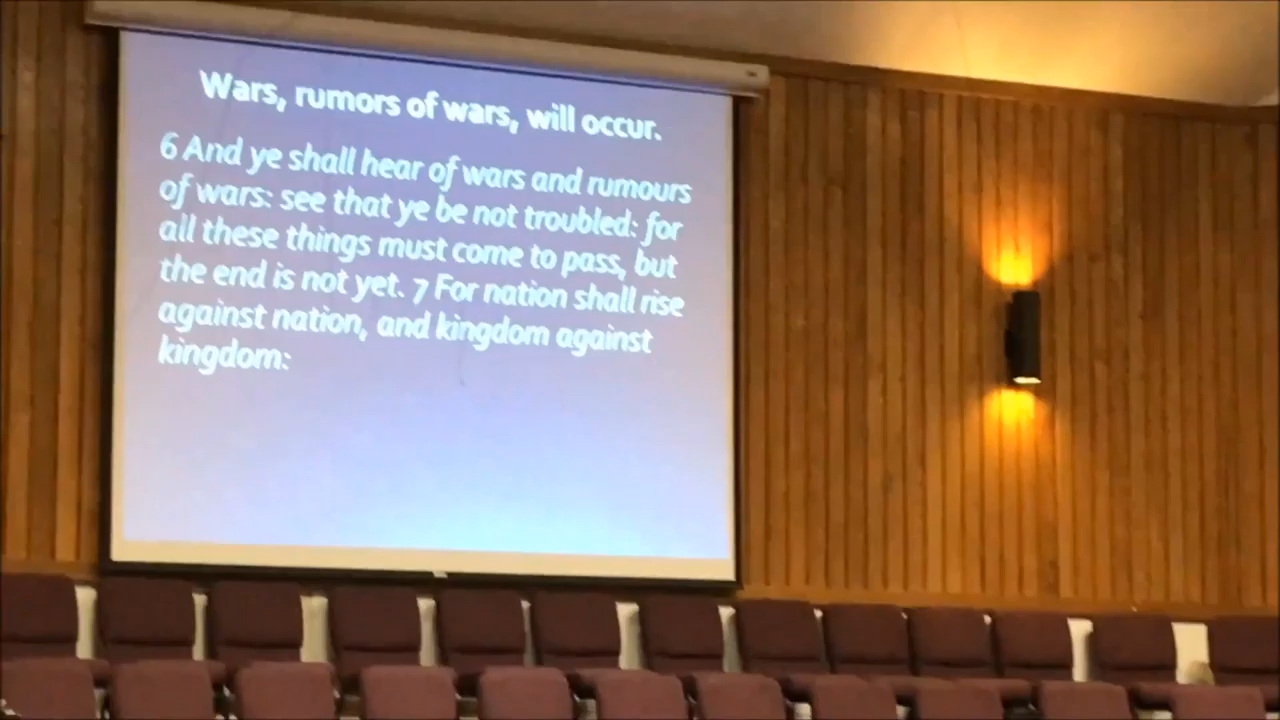 Wars, rumors of wars, will occur.
6 And ye shall hear of wars and rumours
of wars: see that ye be not troubled: for
all these things must come to pass, but
the end is not yet. 7 For nation shall rise
against nation, and kingdom against
kingdom: